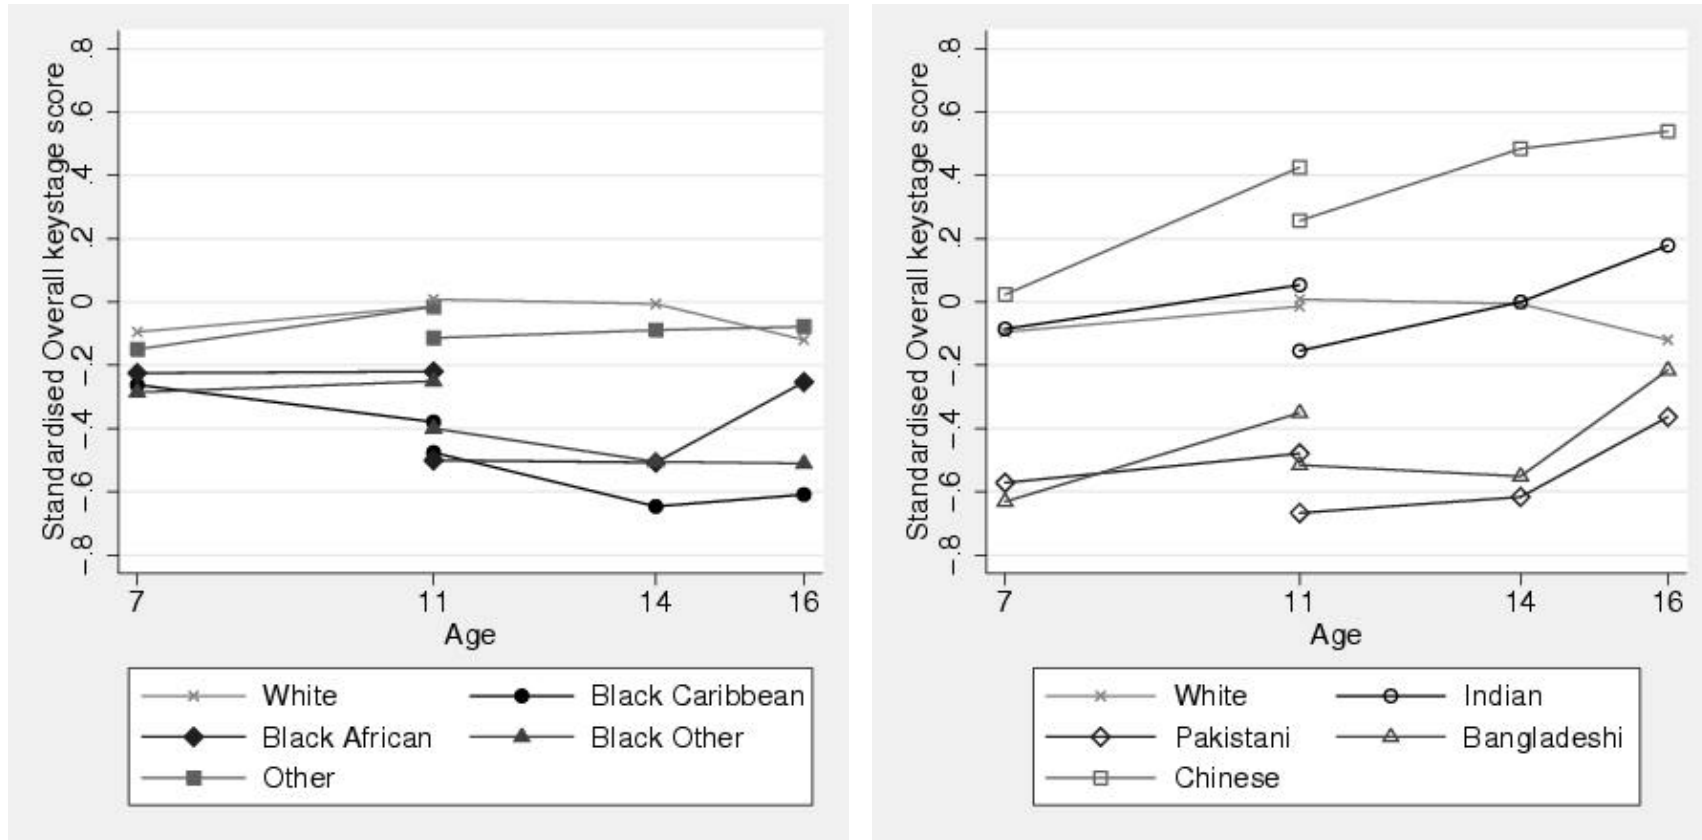 Standardised Overall keystage score
.8
.6
.4
.2
0
-.2
-.4
-.6
-.8
7 11 14 16
Age
White Black Caribbean
Black African Black Other
Other
Standardised Overall keystage score
.8
.6
.4
.2
0
-.2
-.4
-.6
-.8
7 11 14 16
Age
White Indian
Pakistani Bangladeshi
Chinese